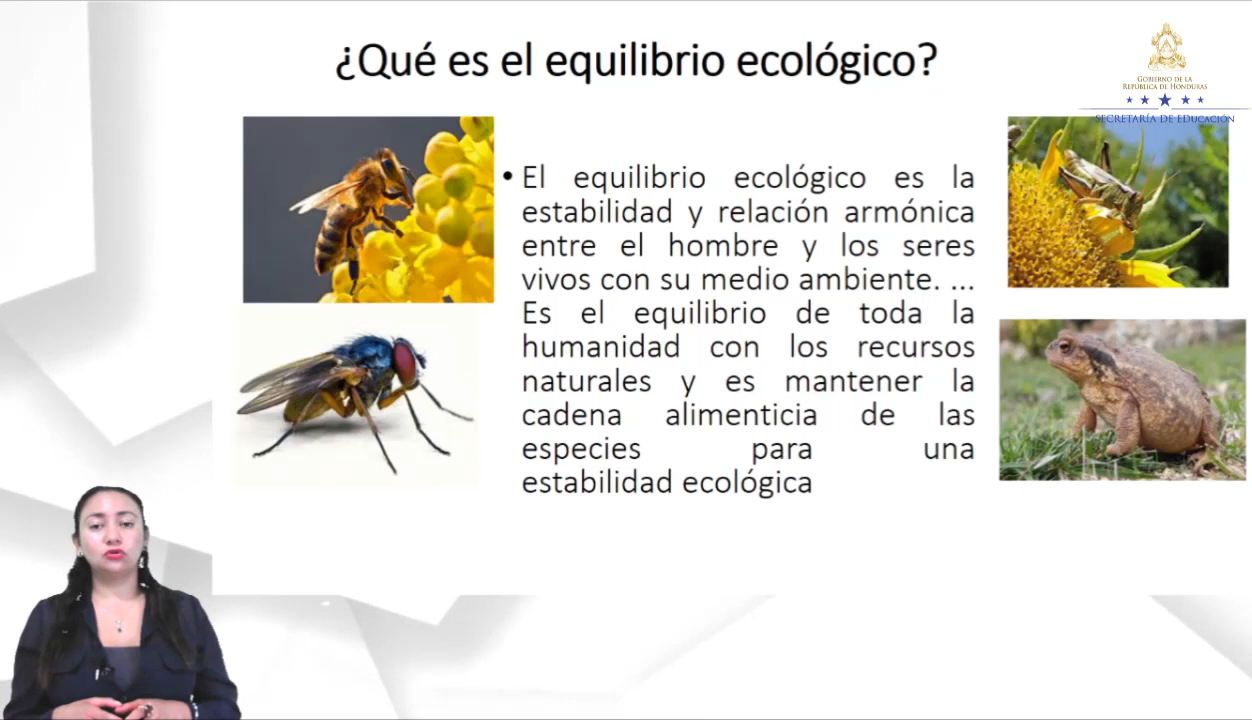 ¿Qué es el equilibrio ecológico?
GOBIERNO DE LA
REPÚBLICA DE HONDURAS
SECRETARÍA DE EDUCACIÓN
• El equilibrio ecológico es la
estabilidad y relación armónica
entre el hombre y los seres
vivos con su medio ambiente. ...
Es el equilibrio de toda la
humanidad con los recursos
naturales y es mantener la
cadena alimenticia de las
especies para una
estabilidad ecológica